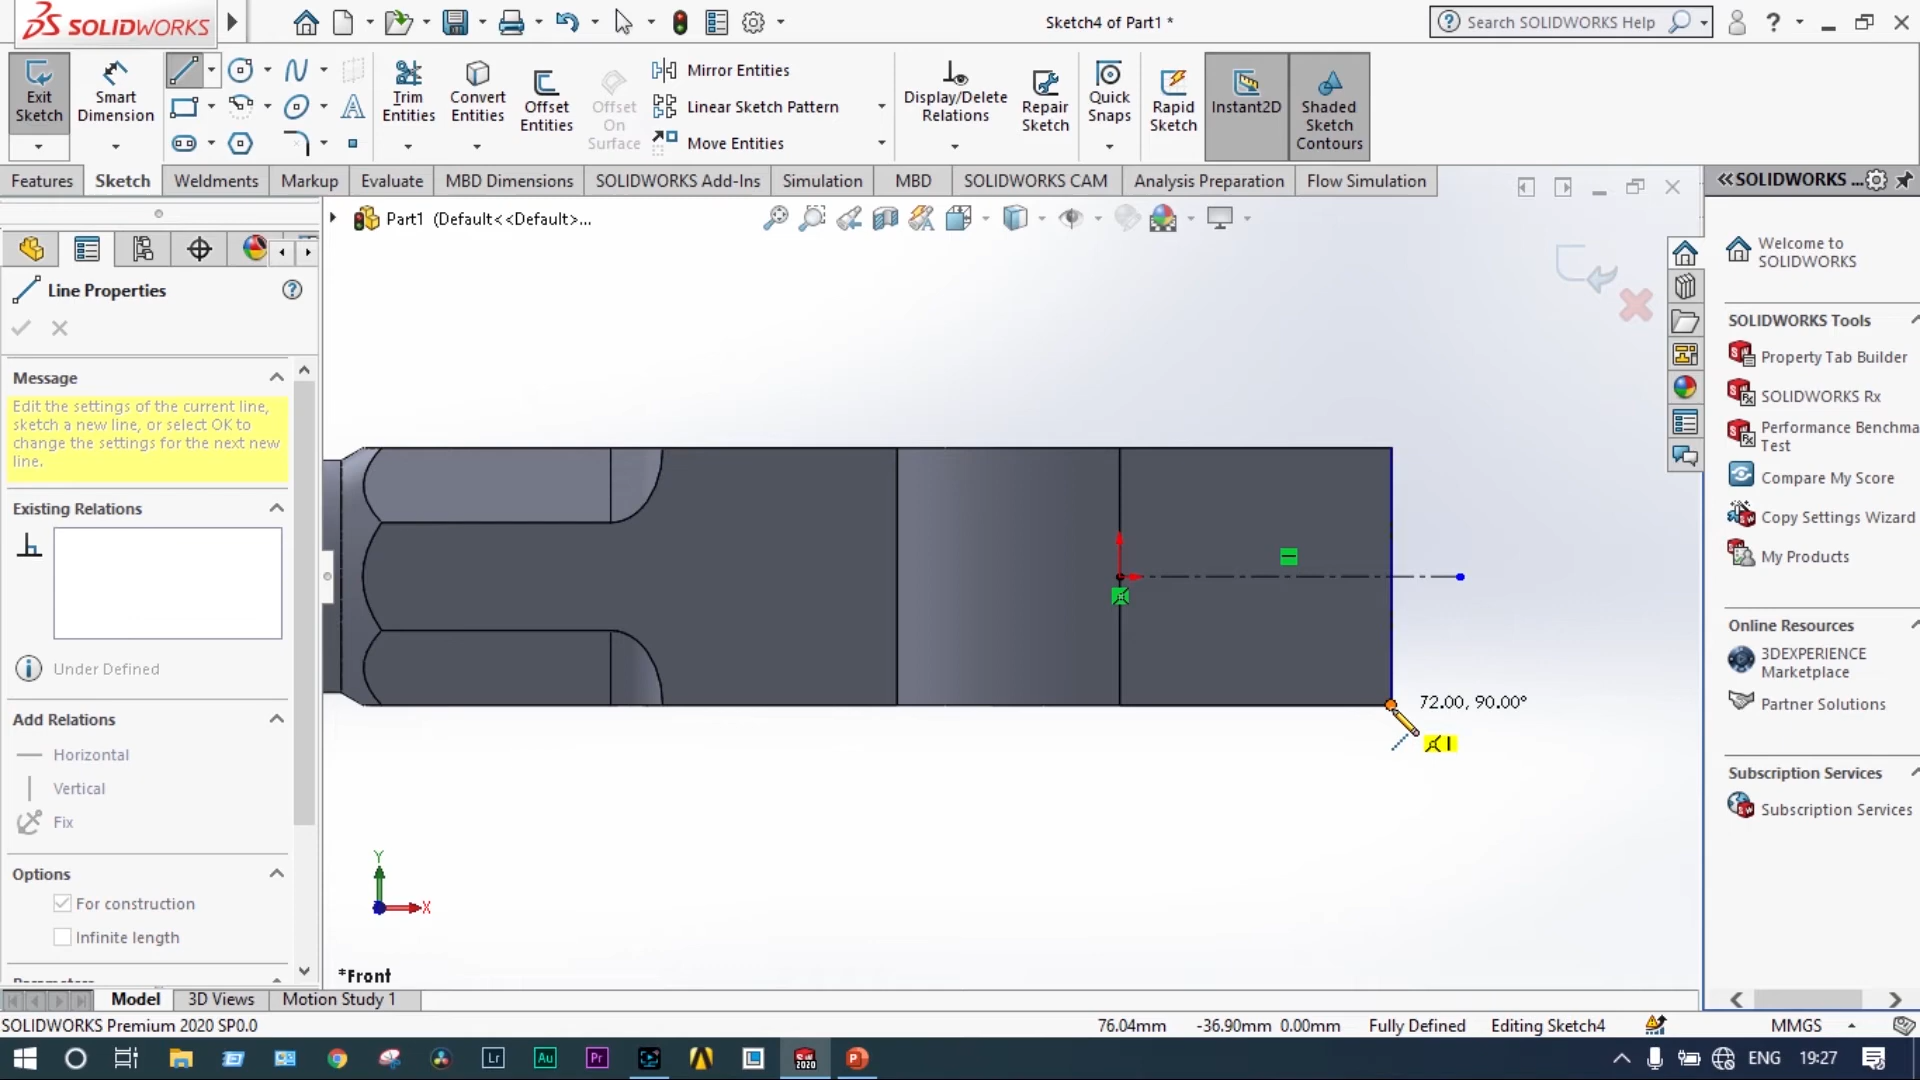 SOLIDWORKS
Sketch4 of Part1 *
Search SOLIDWORKS Help
Exit Sketch
Smart Dimension
Trim Entities
Convert Entities
Offset Entities
Offset On Surface
Mirror Entities
Linear Sketch Pattern
Move Entities
Display/Delete Relations
Repair Sketch
Quick Snaps
Rapid Sketch
Instant2D
Shaded Sketch Contours
Features
Sketch
Weldments
Markup
Evaluate
MBD Dimensions
SOLIDWORKS Add-Ins
Simulation
MBD
SOLIDWORKS CAM
Analysis Preparation
Flow Simulation
SOLIDWORKS ...
Part1 (Default<<Default>...
Line Properties
Message
Edit the settings of the current line,
sketch a new line, or select OK to
change the settings for the next new
line.
Existing Relations
Under Defined
Add Relations
Horizontal
Vertical
Fix
Options
For construction
Infinite length
72.00, 90.00°
Y
X
*Front
Welcome to
SOLIDWORKS
SOLIDWORKS Tools
Property Tab Builder
SOLIDWORKS Rx
Performance Benchma
Test
Compare My Score
Copy Settings Wizard
My Products
Online Resources
3DEXPERIENCE
Marketplace
Partner Solutions
Subscription Services
Subscription Services
Model
3D Views
Motion Study 1
SOLIDWORKS Premium 2020 SP0.0
76.04mm
-36.90mm 0.00mm
Fully Defined
Editing Sketch4
MMGS
Lr
Au
Pr
ENG
19:27